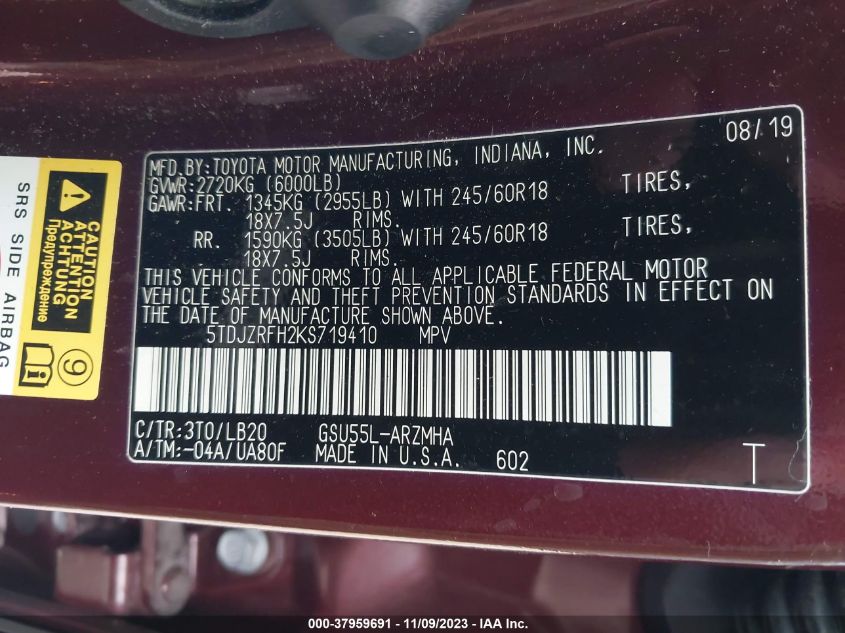 08/19
MFD.BY:TOYOTA MOTOR MANUFACTURING, INDIANA, INC.
GVWR:2720KG (6000LB)
GAWR:FRT. 1345KG (2955LB) WITH 245/60R18 TIRES,
18X7.5J RIMS.
RR. 1590KG (3505LB) WITH 245/60R18 TIRES,
18X7.5J RIMS.
THIS VEHICLE CONFORMS TO ALL APPLICABLE FEDERAL MOTOR
VEHICLE SAFETY AND THEFT PREVENTION STANDARDS IN EFFECT ON
THE DATE OF MANUFACTURE SHOWN ABOVE.
5TDJZRFH2KS719410 MPV
C/TR:3T0/LB20 GSU55L-ARZMHA
A/TM:-04A/UA80F MADE IN U.S.A. 602
T
SRS SIDE AIRBAG
CAUTION
ATTENTION
ACHTUNG
Предупреждение
9
000-37959691 - 11/09/2023 - IAA Inc.